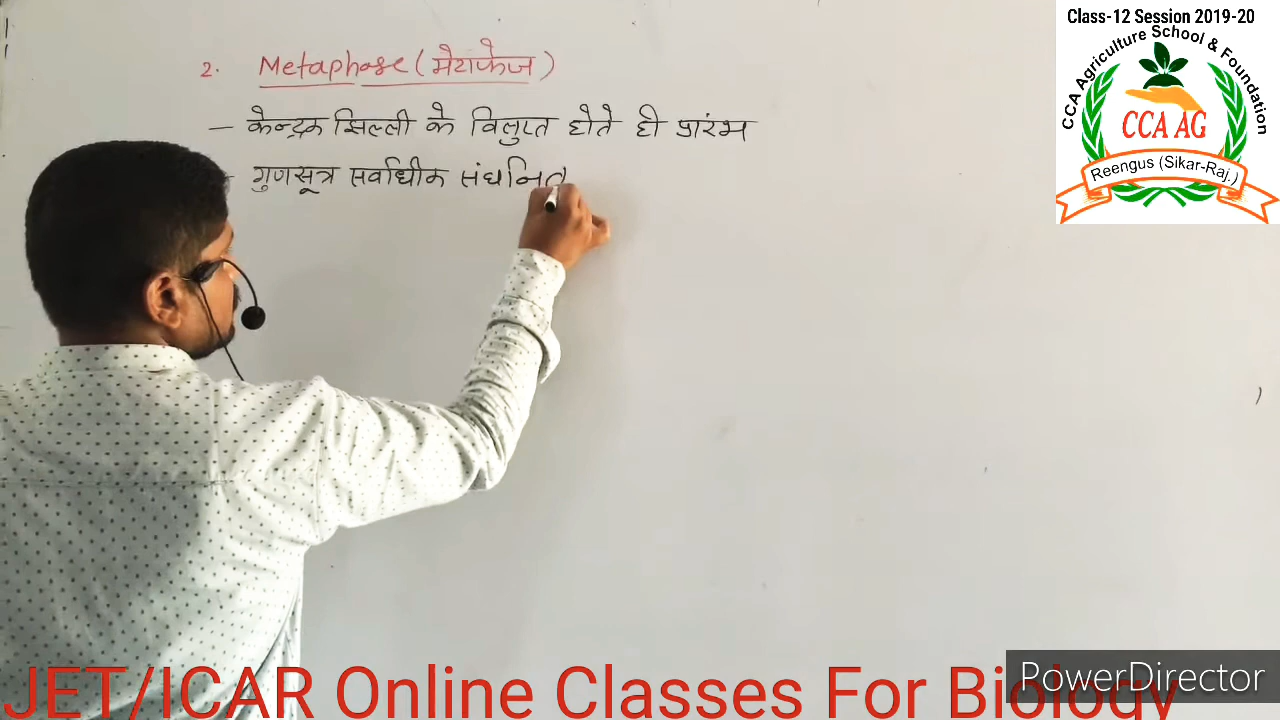 Class-12 Session 2019-20
CCA Agriculture School & Foundation
CCA AG
Reengus (Sikar-Raj.)
2. Metaphase (मेटाफेज)
– केन्द्रक झिल्ली के विलुप्त होते ही प्रारंभ
– गुणसूत्र सर्वाधीक संघनित
JET/ICAR Online Classes For Biology
PowerDirector